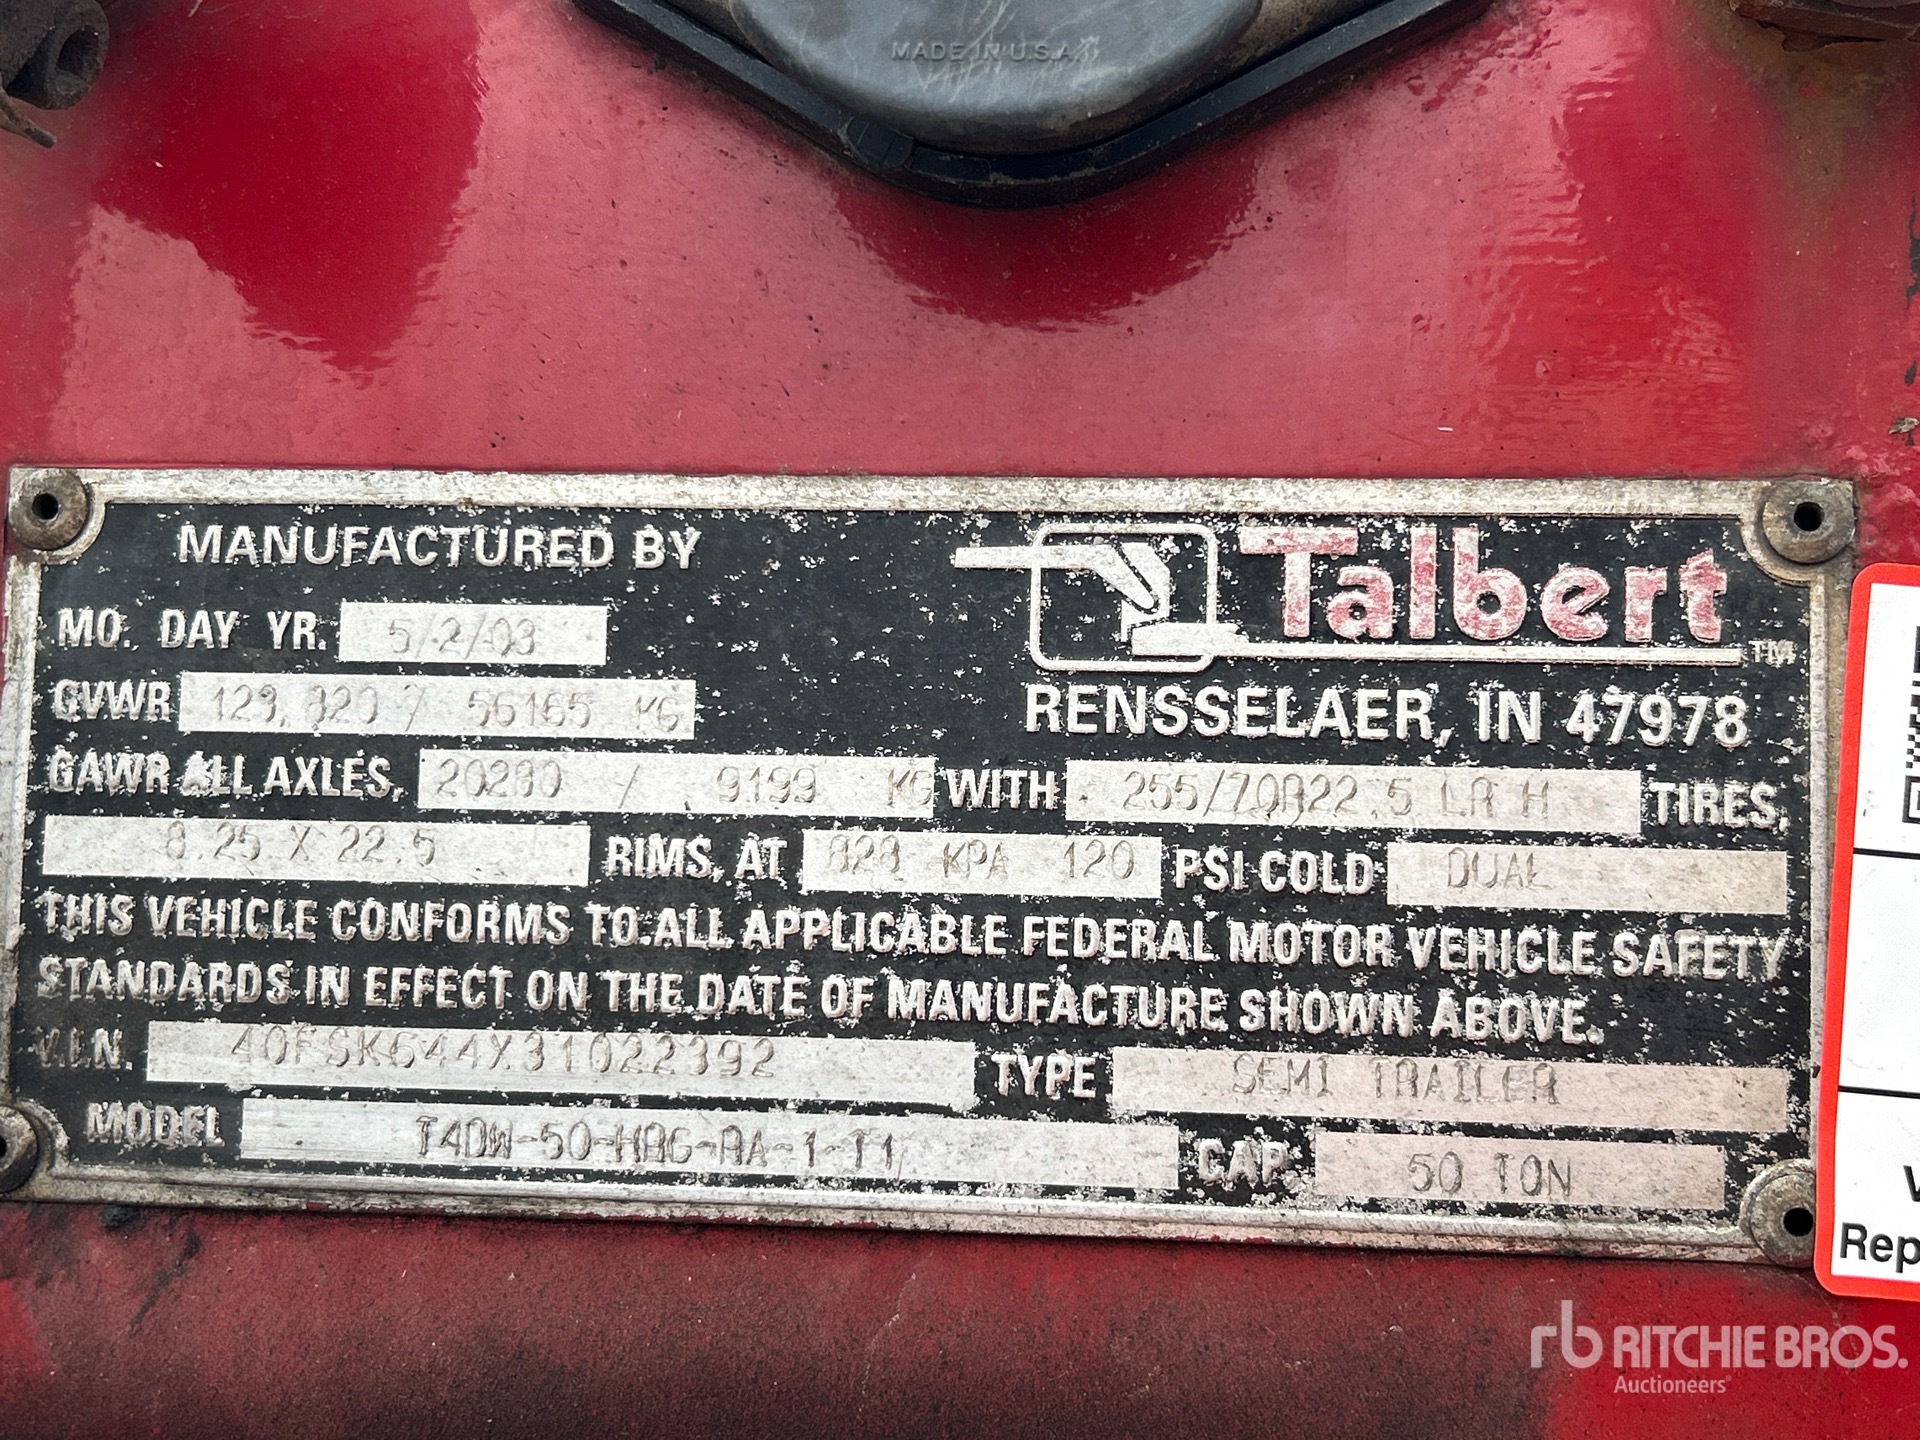 MADE IN U.S.A.
MANUFACTURED BY Talbert TM
MO. DAY YR. 5/2/03
RENSSELAER, IN 47978
GVWR 123,820 / 56165 KG
GAWR ALL AXLES, 20280 / 9199 KG WITH 255/70R22.5 LR H TIRES,
8.25 X 22.5 RIMS, AT 828 KPA 120 PSI COLD DUAL
THIS VEHICLE CONFORMS TO ALL APPLICABLE FEDERAL MOTOR VEHICLE SAFETY
STANDARDS IN EFFECT ON THE DATE OF MANUFACTURE SHOWN ABOVE.
V.I.N. 40FSK644X31022392 TYPE SEMI TRAILER
MODEL T4DW-50-HRG-RA-1-T1 CAP. 50 TON
Rep
rb RITCHIE BROS.
Auctioneers